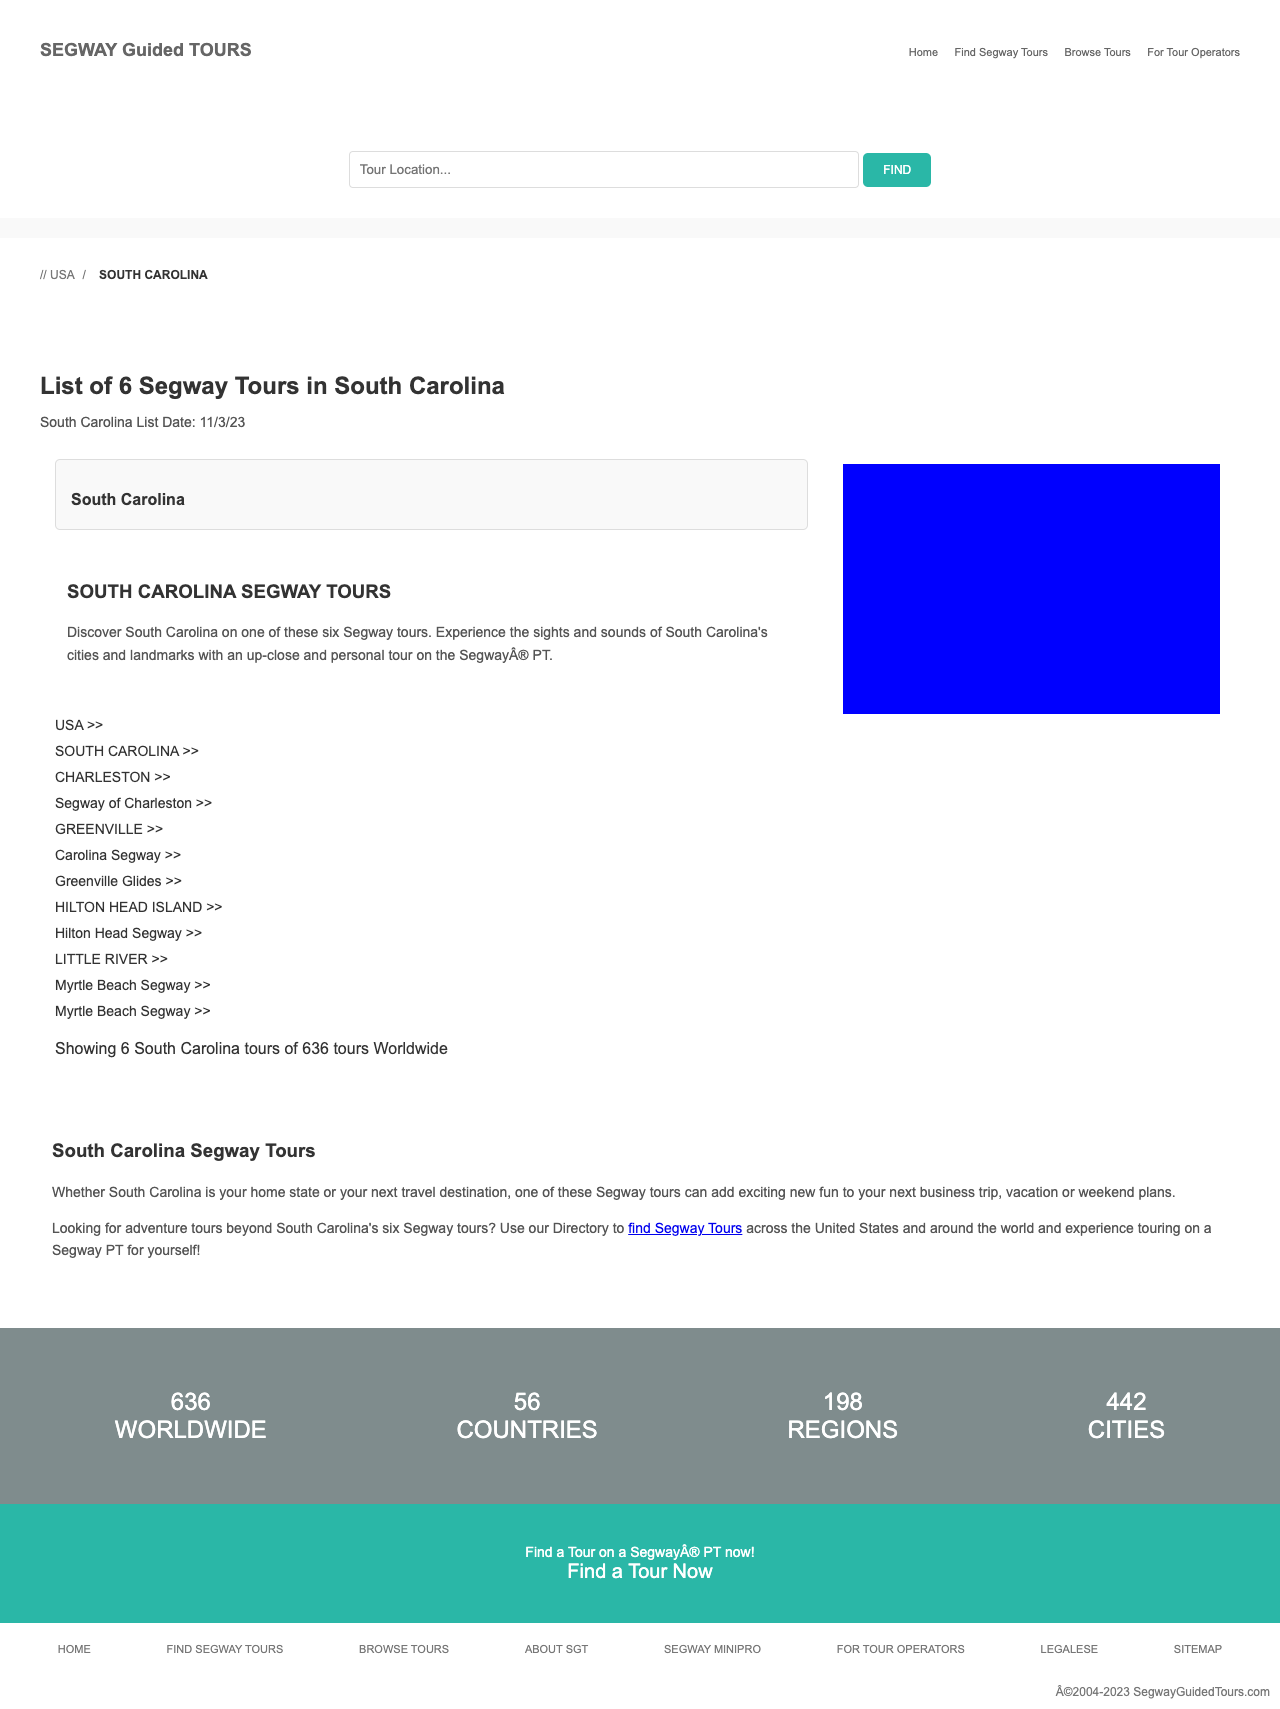 SEGWAY Guided TOURS
Home Find Segway Tours Browse Tours For Tour Operators
Tour Location... FIND
// USA / SOUTH CAROLINA
List of 6 Segway Tours in South Carolina
South Carolina List Date: 11/3/23
South Carolina
SOUTH CAROLINA SEGWAY TOURS
Discover South Carolina on one of these six Segway tours. Experience the sights and sounds of South Carolina's
cities and landmarks with an up-close and personal tour on the SegwayÂ® PT.
USA >>
SOUTH CAROLINA >>
CHARLESTON >>
Segway of Charleston >>
GREENVILLE >>
Carolina Segway >>
Greenville Glides >>
HILTON HEAD ISLAND >>
Hilton Head Segway >>
LITTLE RIVER >>
Myrtle Beach Segway >>
Myrtle Beach Segway >>
Showing 6 South Carolina tours of 636 tours Worldwide
South Carolina Segway Tours
Whether South Carolina is your home state or your next travel destination, one of these Segway tours can add exciting new fun to your next business trip, vacation or weekend plans.
Looking for adventure tours beyond South Carolina's six Segway tours? Use our Directory to find Segway Tours across the United States and around the world and experience touring on a
Segway PT for yourself!
636 56 198 442
WORLDWIDE COUNTRIES REGIONS CITIES
Find a Tour on a SegwayÂ® PT now!
Find a Tour Now
HOME FIND SEGWAY TOURS BROWSE TOURS ABOUT SGT SEGWAY MINIPRO FOR TOUR OPERATORS LEGALESE SITEMAP
Â©2004-2023 SegwayGuidedTours.com